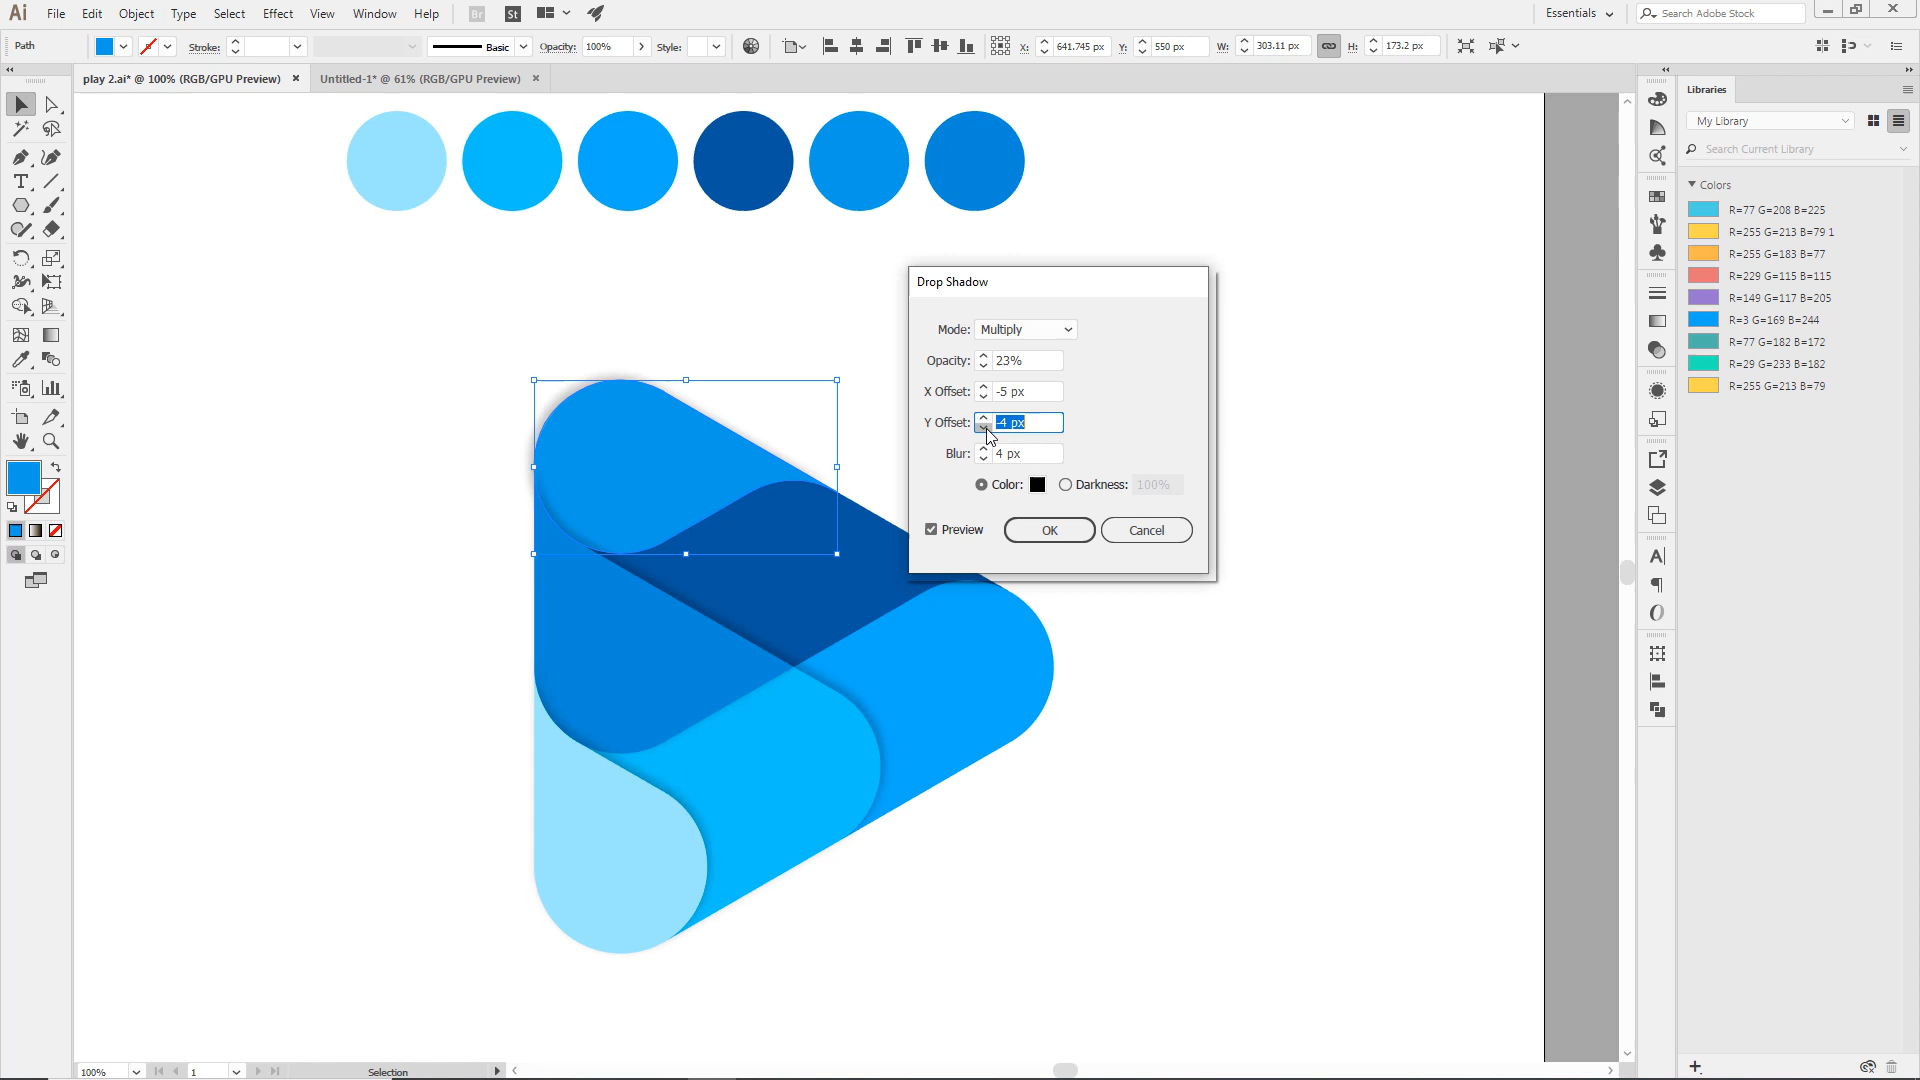 Ai File Edit Object Type Select Effect View Window Help Br St Essentials Search Adobe Stock
Path Stroke: Basic Opacity: 100% Style: X: 641.745 px Y: 550 px W: 303.11 px H: 173.2 px
play 2.ai* @ 100% (RGB/GPU Preview) × Untitled-1* @ 61% (RGB/GPU Preview) ×
Libraries
My Library
Search Current Library
Colors
R=77 G=208 B=225
R=255 G=213 B=79 1
R=255 G=183 B=77
R=229 G=115 B=115
R=149 G=117 B=205
R=3 G=169 B=244
R=77 G=182 B=172
R=29 G=233 B=182
R=255 G=213 B=79
Drop Shadow
Mode: Multiply
Opacity: 23%
X Offset: -5 px
Y Offset: -4 px
Blur: 4 px
Color: Darkness: 100%
Preview OK Cancel
100% 1 Selection